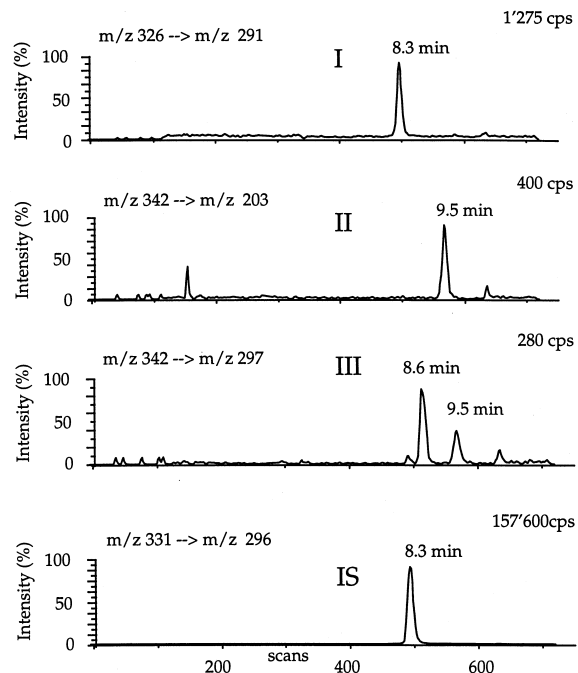 1'275 cps
m/z 326 --> m/z 291
I
8.3 min
Intensity (%)
100
50
0
400 cps
m/z 342 --> m/z 203
II
9.5 min
Intensity (%)
100
50
0
280 cps
m/z 342 --> m/z 297
III
8.6 min
9.5 min
Intensity (%)
100
50
0
157'600cps
m/z 331 --> m/z 296
IS
8.3 min
Intensity (%)
100
50
0
200
scans
400
600